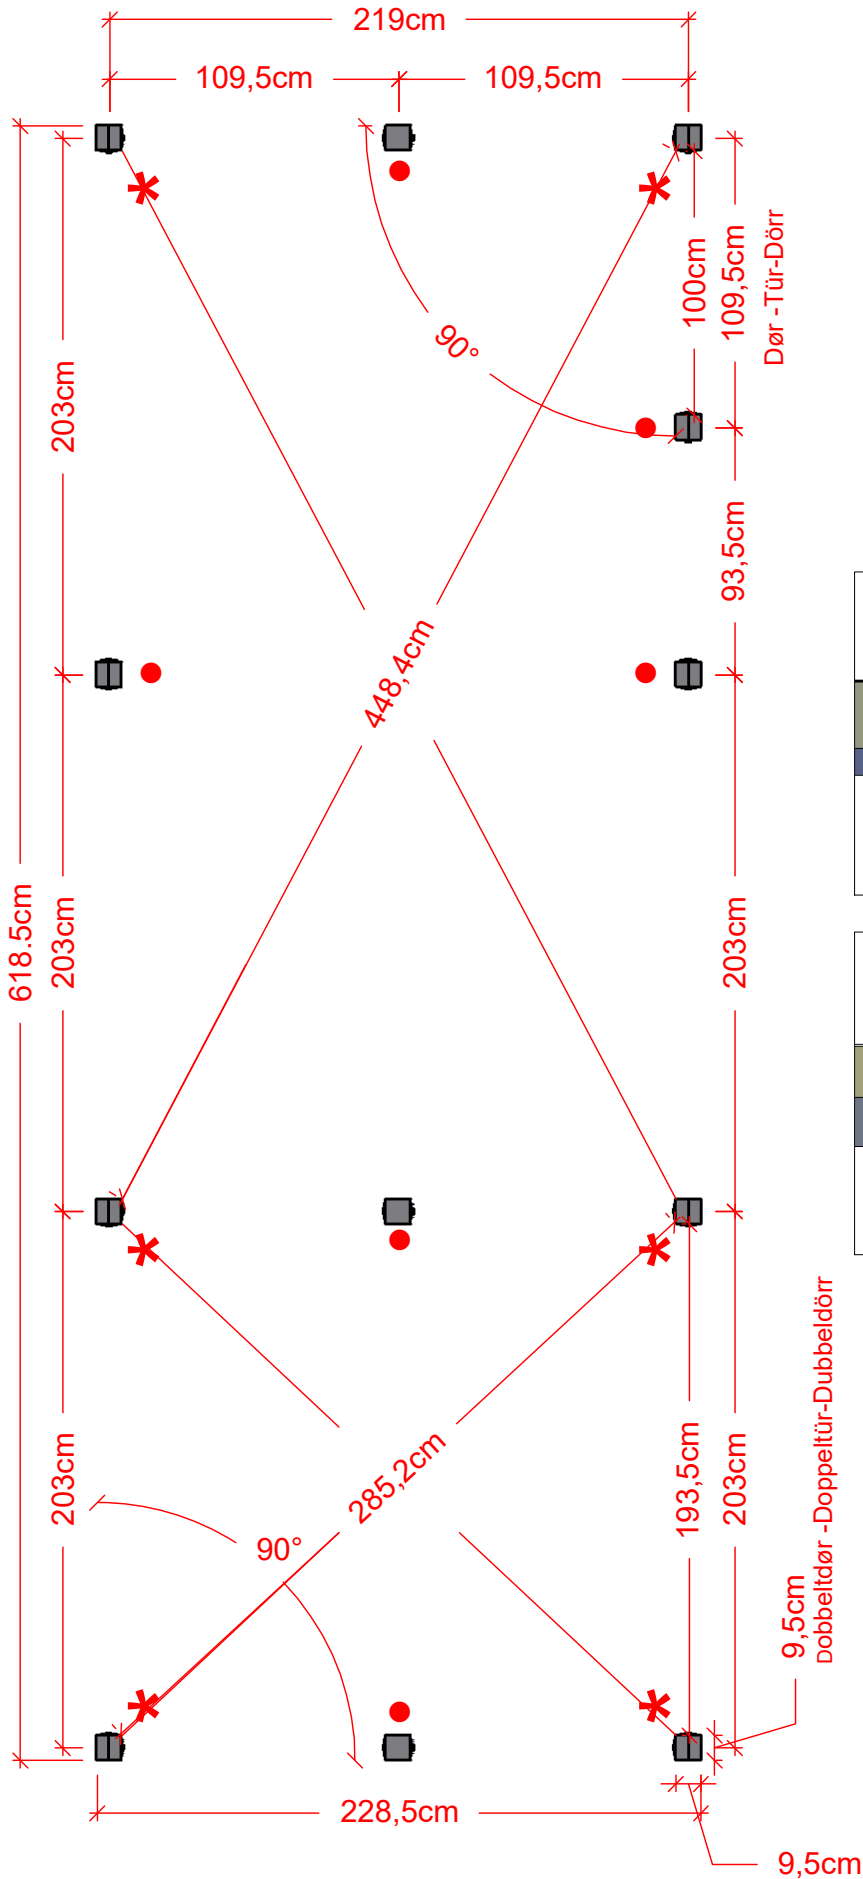 219cm
109,5cm
109,5cm
90°
100cm
109,5cm
Dør -Tür-Dörr
203cm
93,5cm
448,4cm
618.5cm
203cm
203cm
203cm
285,2cm
90°
193,5cm
203cm
9,5cm
Dobbeltdør -Doppeltür-Dubbeldörr
228,5cm
9,5cm